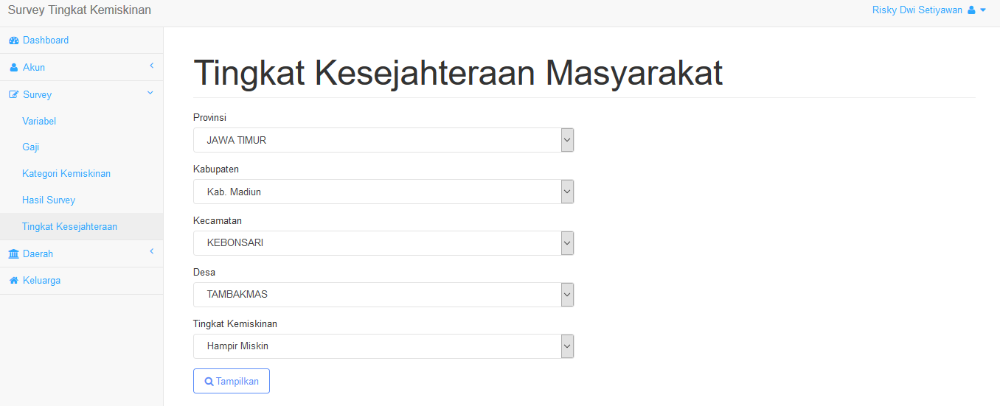 Survey Tingkat Kemiskinan
Risky Dwi Setiyawan
Dashboard
Akun
Survey
Variabel
Gaji
Kategori Kemiskinan
Hasil Survey
Tingkat Kesejahteraan
Daerah
Keluarga
Tingkat Kesejahteraan Masyarakat
Provinsi
JAWA TIMUR
Kabupaten
Kab. Madiun
Kecamatan
KEBONSARI
Desa
TAMBAKMAS
Tingkat Kemiskinan
Hampir Miskin
Tampilkan